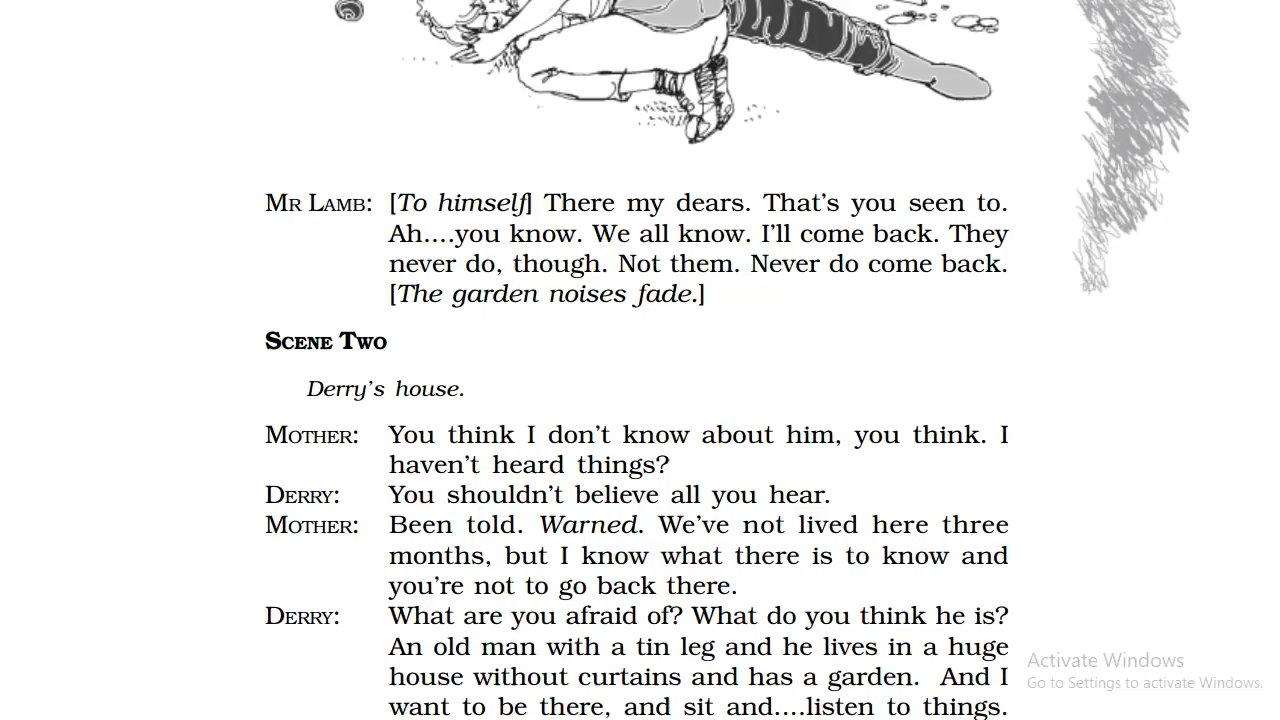 MR LAMB: [To himself] There my dears. That’s you seen to.
Ah....you know. We all know. I’ll come back. They
never do, though. Not them. Never do come back.
[The garden noises fade.]
SCENE TWO
Derry’s house.
MOTHER: You think I don’t know about him, you think. I
haven’t heard things?
DERRY: You shouldn’t believe all you hear.
MOTHER: Been told. Warned. We’ve not lived here three
months, but I know what there is to know and
you’re not to go back there.
DERRY: What are you afraid of? What do you think he is?
An old man with a tin leg and he lives in a huge
house without curtains and has a garden. And I
want to be there, and sit and....listen to things.
Activate Windows
Go to Settings to activate Windows.